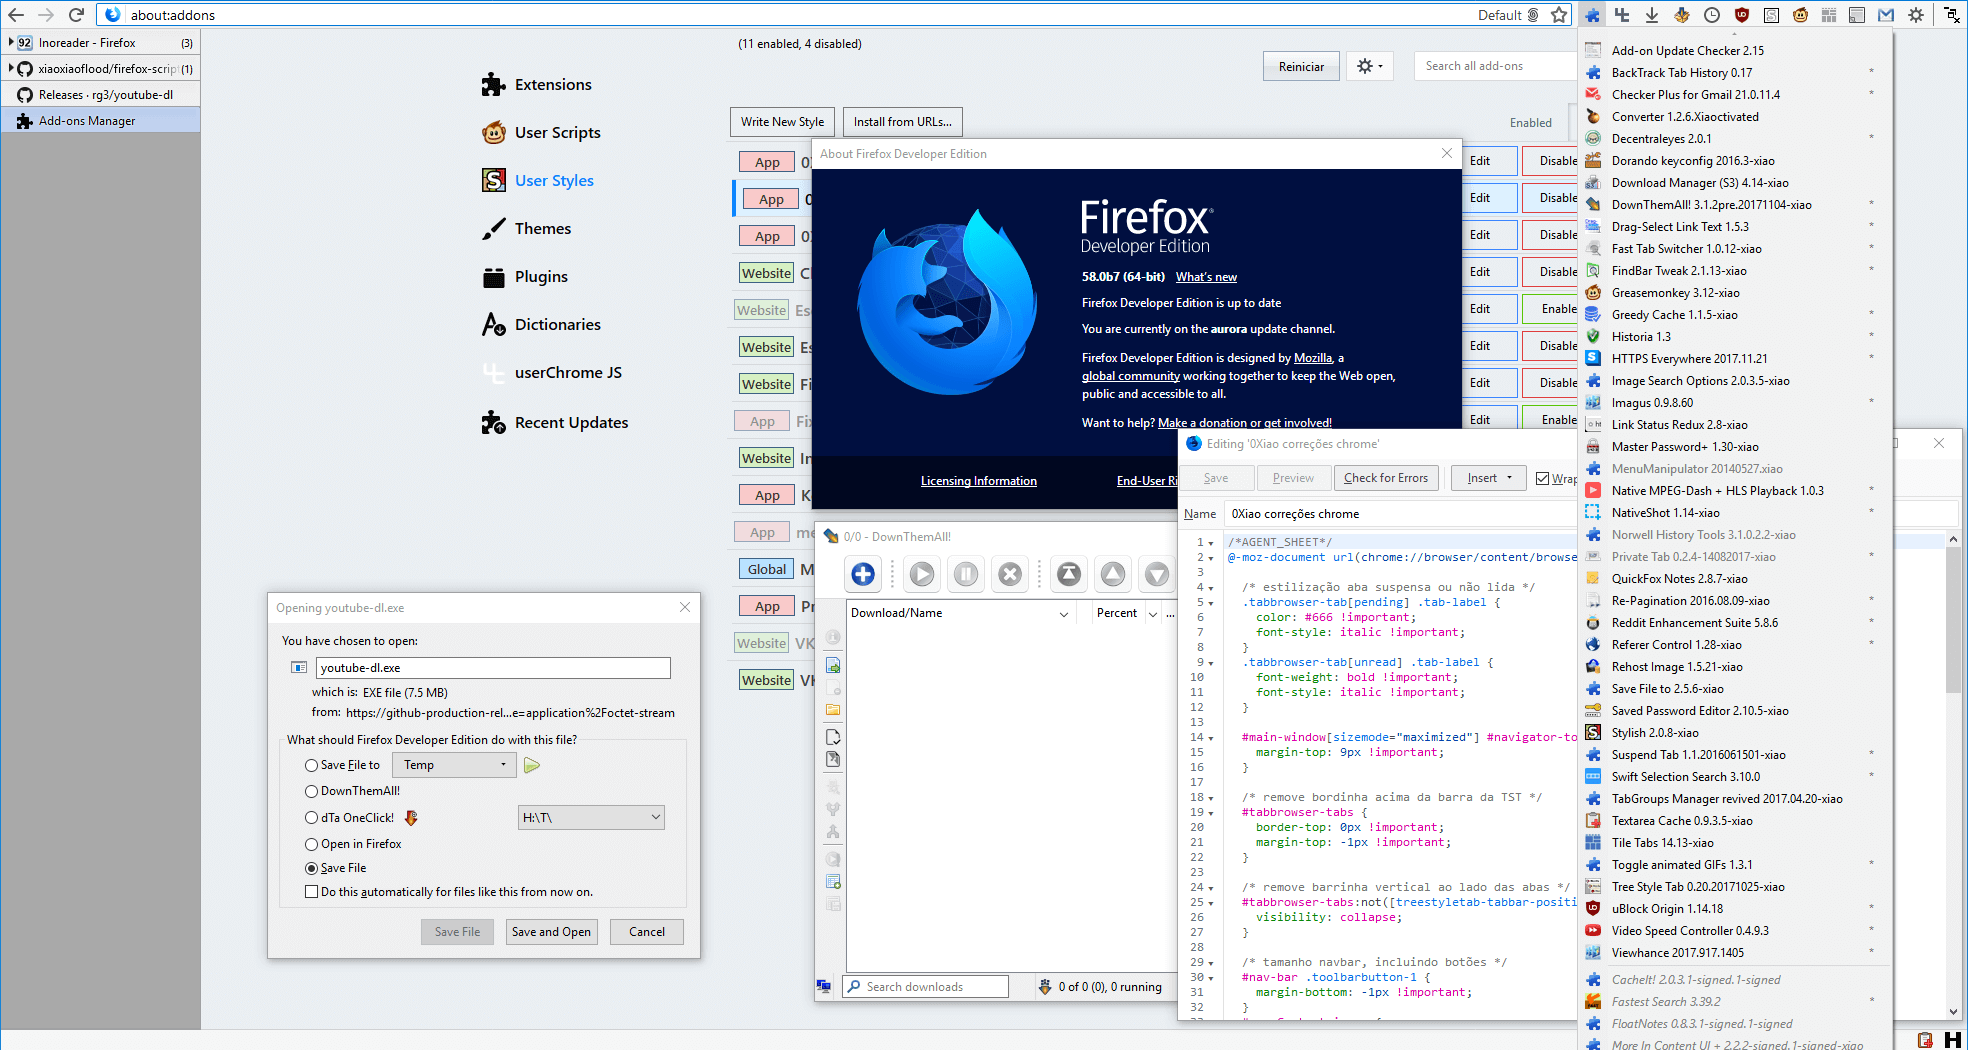 about:addons
Default
92 Inoreader - Firefox (3)
xiaoxiaoflood/firefox-scrip (1)
Releases · rg3/youtube-dl
Add-ons Manager
(11 enabled, 4 disabled)
Reiniciar
Search all add-ons
Extensions
User Scripts
User Styles
Themes
Plugins
Dictionaries
userChrome JS
Recent Updates
Write New Style
Install from URLs...
Enabled
App
App
App
Website
Website
Website
Website
App
Website
App
App
Global
App
Website
Website
Edit Disable
Edit Disable
Edit Disable
Edit Disable
Edit Enable
Edit Disable
Edit Disable
Edit Enable
About Firefox Developer Edition
Firefox
Developer Edition
58.0b7 (64-bit) What's new
Firefox Developer Edition is up to date
You are currently on the aurora update channel.
Firefox Developer Edition is designed by Mozilla, a
global community working together to keep the Web open,
public and accessible to all.
Want to help? Make a donation or get involved!
Licensing Information
End-User Ri
Opening youtube-dl.exe
You have chosen to open:
youtube-dl.exe
which is: EXE file (7.5 MB)
from: https://github-production-rel...e=application%2Foctet-stream
What should Firefox Developer Edition do with this file?
Save File to Temp
DownThemAll!
dTa OneClick! H:\T\
Open in Firefox
Save File
Do this automatically for files like this from now on.
Save File
Save and Open
Cancel
0/0 - DownThemAll!
Download/Name
Percent
...
Search downloads
0 of 0 (0), 0 running
Editing '0Xiao correções chrome'
Save
Preview
Check for Errors
Insert
Wrap
Name 0Xiao correções chrome
1 /*AGENT_SHEET*/
2 @-moz-document url(chrome://browser/content/browse
3
4 /* estilização aba suspensa ou não lida */
5 .tabbrowser-tab[pending] .tab-label {
6 color: #666 !important;
7 font-style: italic !important;
8 }
9 .tabbrowser-tab[unread] .tab-label {
10 font-weight: bold !important;
11 font-style: italic !important;
12 }
13
14 #main-window[sizemode="maximized"] #navigator-to
15 margin-top: 9px !important;
16 }
17
18 /* remove bordinha acima da barra da TST */
19 #tabbrowser-tabs {
20 border-top: 0px !important;
21 margin-top: -1px !important;
22 }
23
24 /* remove barrinha vertical ao lado das abas */
25 #tabbrowser-tabs:not([treestyletab-tabbar-positi
26 visibility: collapse;
27 }
28
29 /* tamanho navbar, incluindo botões */
30 #nav-bar .toolbarbutton-1 {
31 margin-bottom: -1px !important;
32 }
Add-on Update Checker 2.15
BackTrack Tab History 0.17 *
Checker Plus for Gmail 21.0.11.4 *
Converter 1.2.6.Xiaoctivated
Decentraleyes 2.0.1 *
Dorando keyconfig 2016.3-xiao
Download Manager (S3) 4.14-xiao
DownThemAll! 3.1.2pre.20171104-xiao *
Drag-Select Link Text 1.5.3 *
Fast Tab Switcher 1.0.12-xiao *
FindBar Tweak 2.1.13-xiao *
Greasemonkey 3.12-xiao *
Greedy Cache 1.1.5-xiao *
Historia 1.3 *
HTTPS Everywhere 2017.11.21 *
Image Search Options 2.0.3.5-xiao
Imagus 0.9.8.60 *
Link Status Redux 2.8-xiao
Master Password+ 1.30-xiao
MenuManipulator 20140527.xiao
Native MPEG-Dash + HLS Playback 1.0.3 *
NativeShot 1.14-xiao *
Norwell History Tools 3.1.0.2.2-xiao *
Private Tab 0.2.4-14082017-xiao *
QuickFox Notes 2.8.7-xiao *
Re-Pagination 2016.08.09-xiao *
Reddit Enhancement Suite 5.8.6 *
Referer Control 1.28-xiao *
Rehost Image 1.5.21-xiao *
Save File to 2.5.6-xiao *
Saved Password Editor 2.10.5-xiao *
Stylish 2.0.8-xiao
Suspend Tab 1.1.2016061501-xiao *
Swift Selection Search 3.10.0 *
TabGroups Manager revived 2017.04.20-xiao
Textarea Cache 0.9.3.5-xiao
Tile Tabs 14.13-xiao
Toggle animated GIFs 1.3.1 *
Tree Style Tab 0.20.20171025-xiao
uBlock Origin 1.14.18 *
Video Speed Controller 0.4.9.3 *
Viewhance 2017.917.1405 *
CacheIt! 2.0.3.1-signed.1-signed
Fastest Search 3.39.2 *
FloatNotes 0.8.3.1-signed.1-signed
More In Content UI + 2.2.2-signed.1-signed-xiao